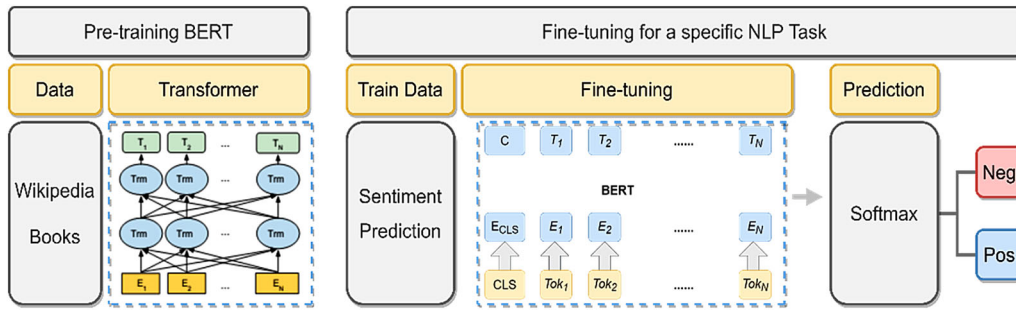 Pre-training BERT
Fine-tuning for a specific NLP Task
Data
Transformer
Train Data
Fine-tuning
Prediction
Wikipedia
Books
T1 T2 ... TN
Trm Trm ... Trm
Trm Trm ... Trm
E1 E2 ... EN
Sentiment
Prediction
C T1 T2 ...... TN
BERT
ECLS E1 E2 ...... EN
CLS Tok1 Tok2 ...... TokN
Softmax
Neg
Pos